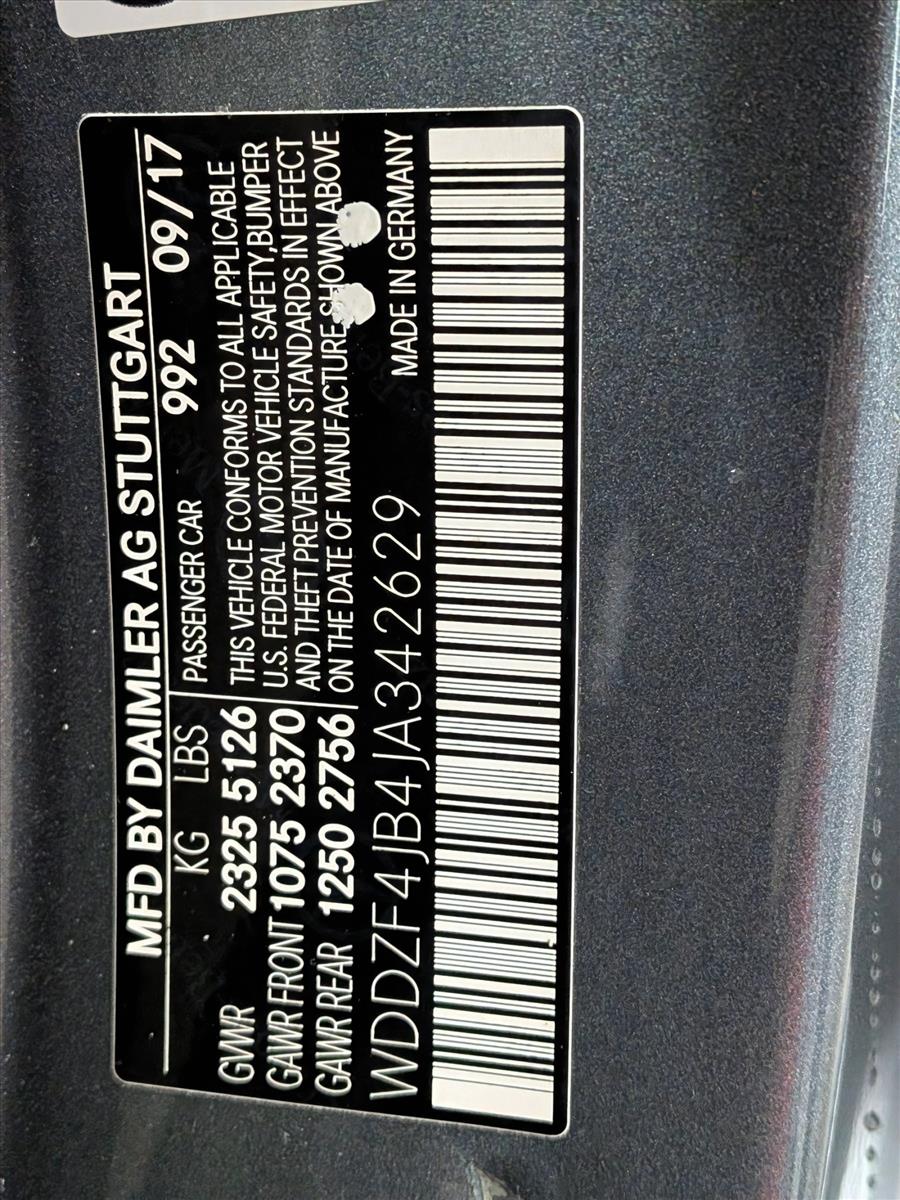 MFD BY DAIMLER AG STUTTGART
KG LBS PASSENGER CAR 992 09/17
GVWR 2325 5126 THIS VEHICLE CONFORMS TO ALL APPLICABLE
GAWR FRONT 1075 2370 U.S. FEDERAL MOTOR VEHICLE SAFETY,BUMPER
AND THEFT PREVENTION STANDARDS IN EFFECT
GAWR REAR 1250 2756 ON THE DATE OF MANUFACTURE SHOWN ABOVE
WDDZF4JB4JA342629 MADE IN GERMANY